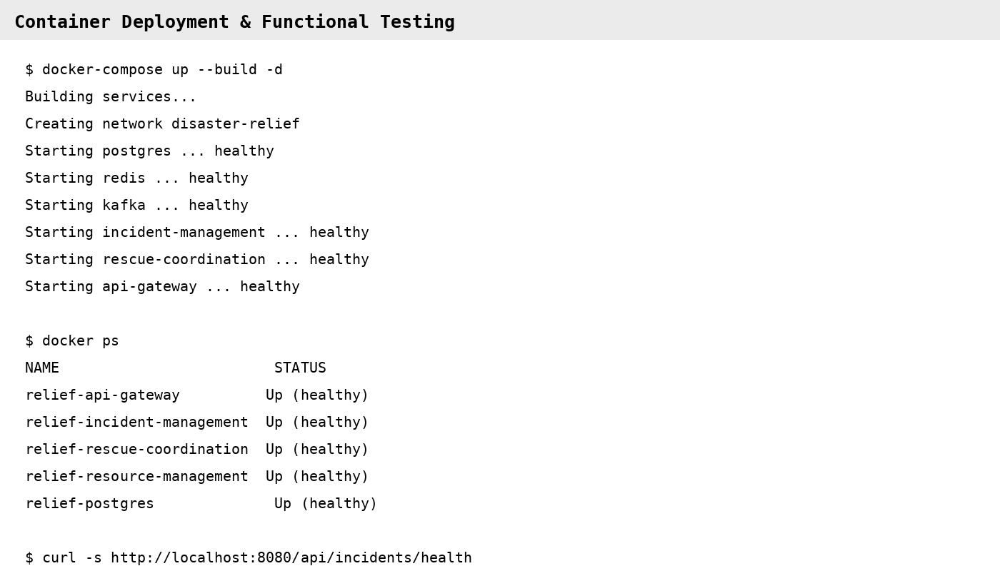 Container Deployment & Functional Testing
$ docker-compose up --build -d
Building services...
Creating network disaster-relief
Starting postgres ... healthy
Starting redis ... healthy
Starting kafka ... healthy
Starting incident-management ... healthy
Starting rescue-coordination ... healthy
Starting api-gateway ... healthy
$ docker ps
NAME                         STATUS
relief-api-gateway          Up (healthy)
relief-incident-management  Up (healthy)
relief-rescue-coordination  Up (healthy)
relief-resource-management  Up (healthy)
relief-postgres              Up (healthy)
$ curl -s http://localhost:8080/api/incidents/health